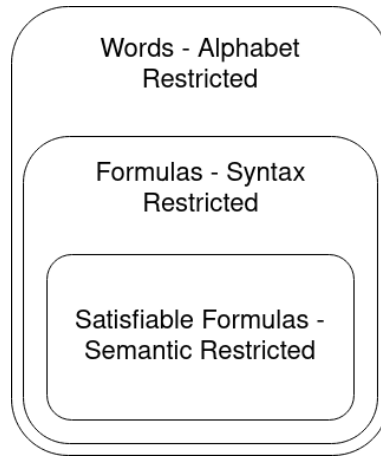 Words - Alphabet
Restricted
Formulas - Syntax
Restricted
Satisfiable Formulas -
Semantic Restricted